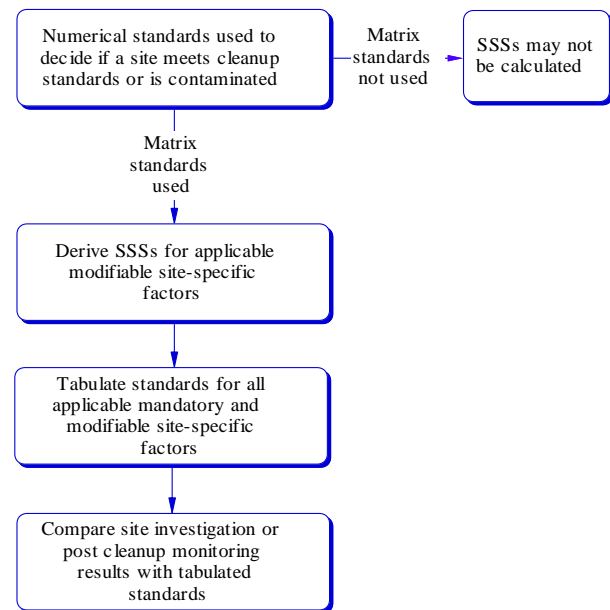 Numerical standards used to
decide if a site meets cleanup
standards or is contaminated
Matrix
standards
not used
SSSs may not
be calculated
Matrix
standards
used
Derive SSSs for applicable
modifiable site-specific
factors
Tabulate standards for all
applicable mandatory and
modifiable site-specific
factors
Compare site investigation or
post cleanup monitoring
results with tabulated
standards